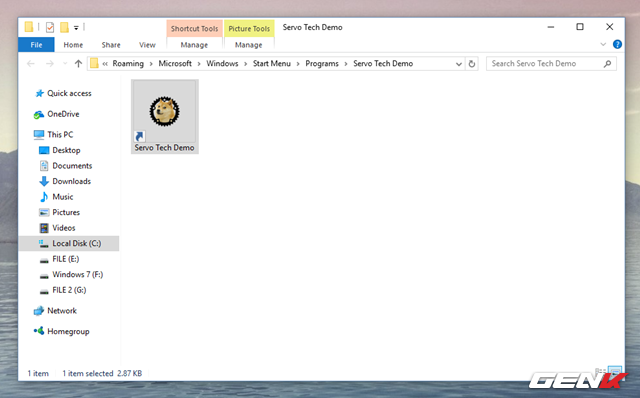 Shortcut Tools Picture Tools Servo Tech Demo
File Home Share View Manage Manage
Roaming Microsoft Windows Start Menu Programs Servo Tech Demo Search Servo Tech Demo
Quick access
OneDrive
This PC
Desktop
Documents
Downloads
Music
Pictures
Videos
Local Disk (C:)
FILE (E:)
Windows 7 (F:)
FILE 2 (G:)
Network
Homegroup
Servo Tech Demo
1 item 1 item selected 2.87 KB
GENK